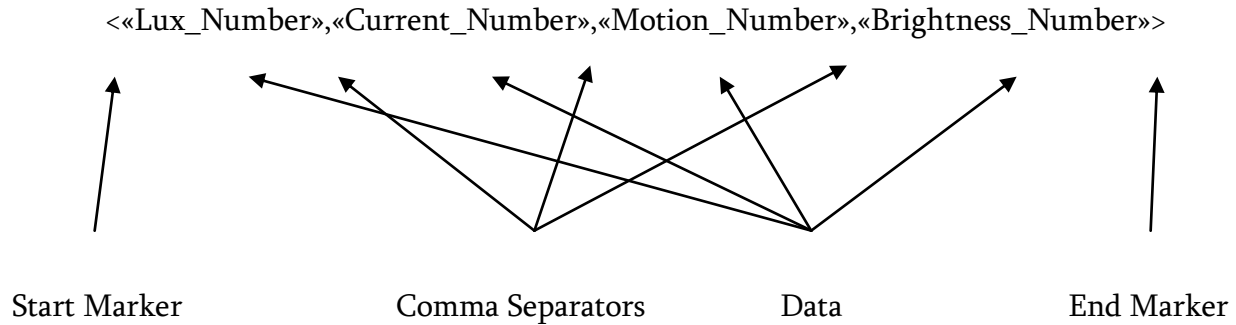 <«Lux_Number»,«Current_Number»,«Motion_Number»,«Brightness_Number»>
Start Marker Comma Separators Data End Marker